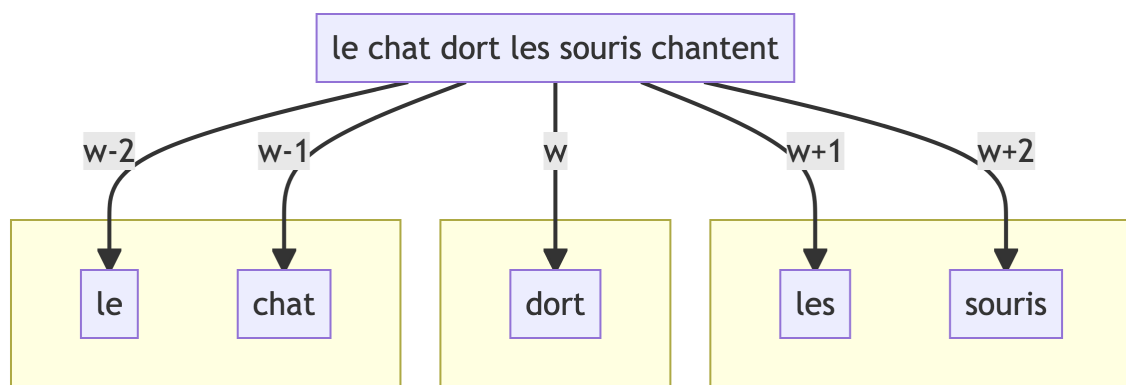 le chat dort les souris chantent
w-2
w-1
w
w+1
w+2
le
chat
dort
les
souris